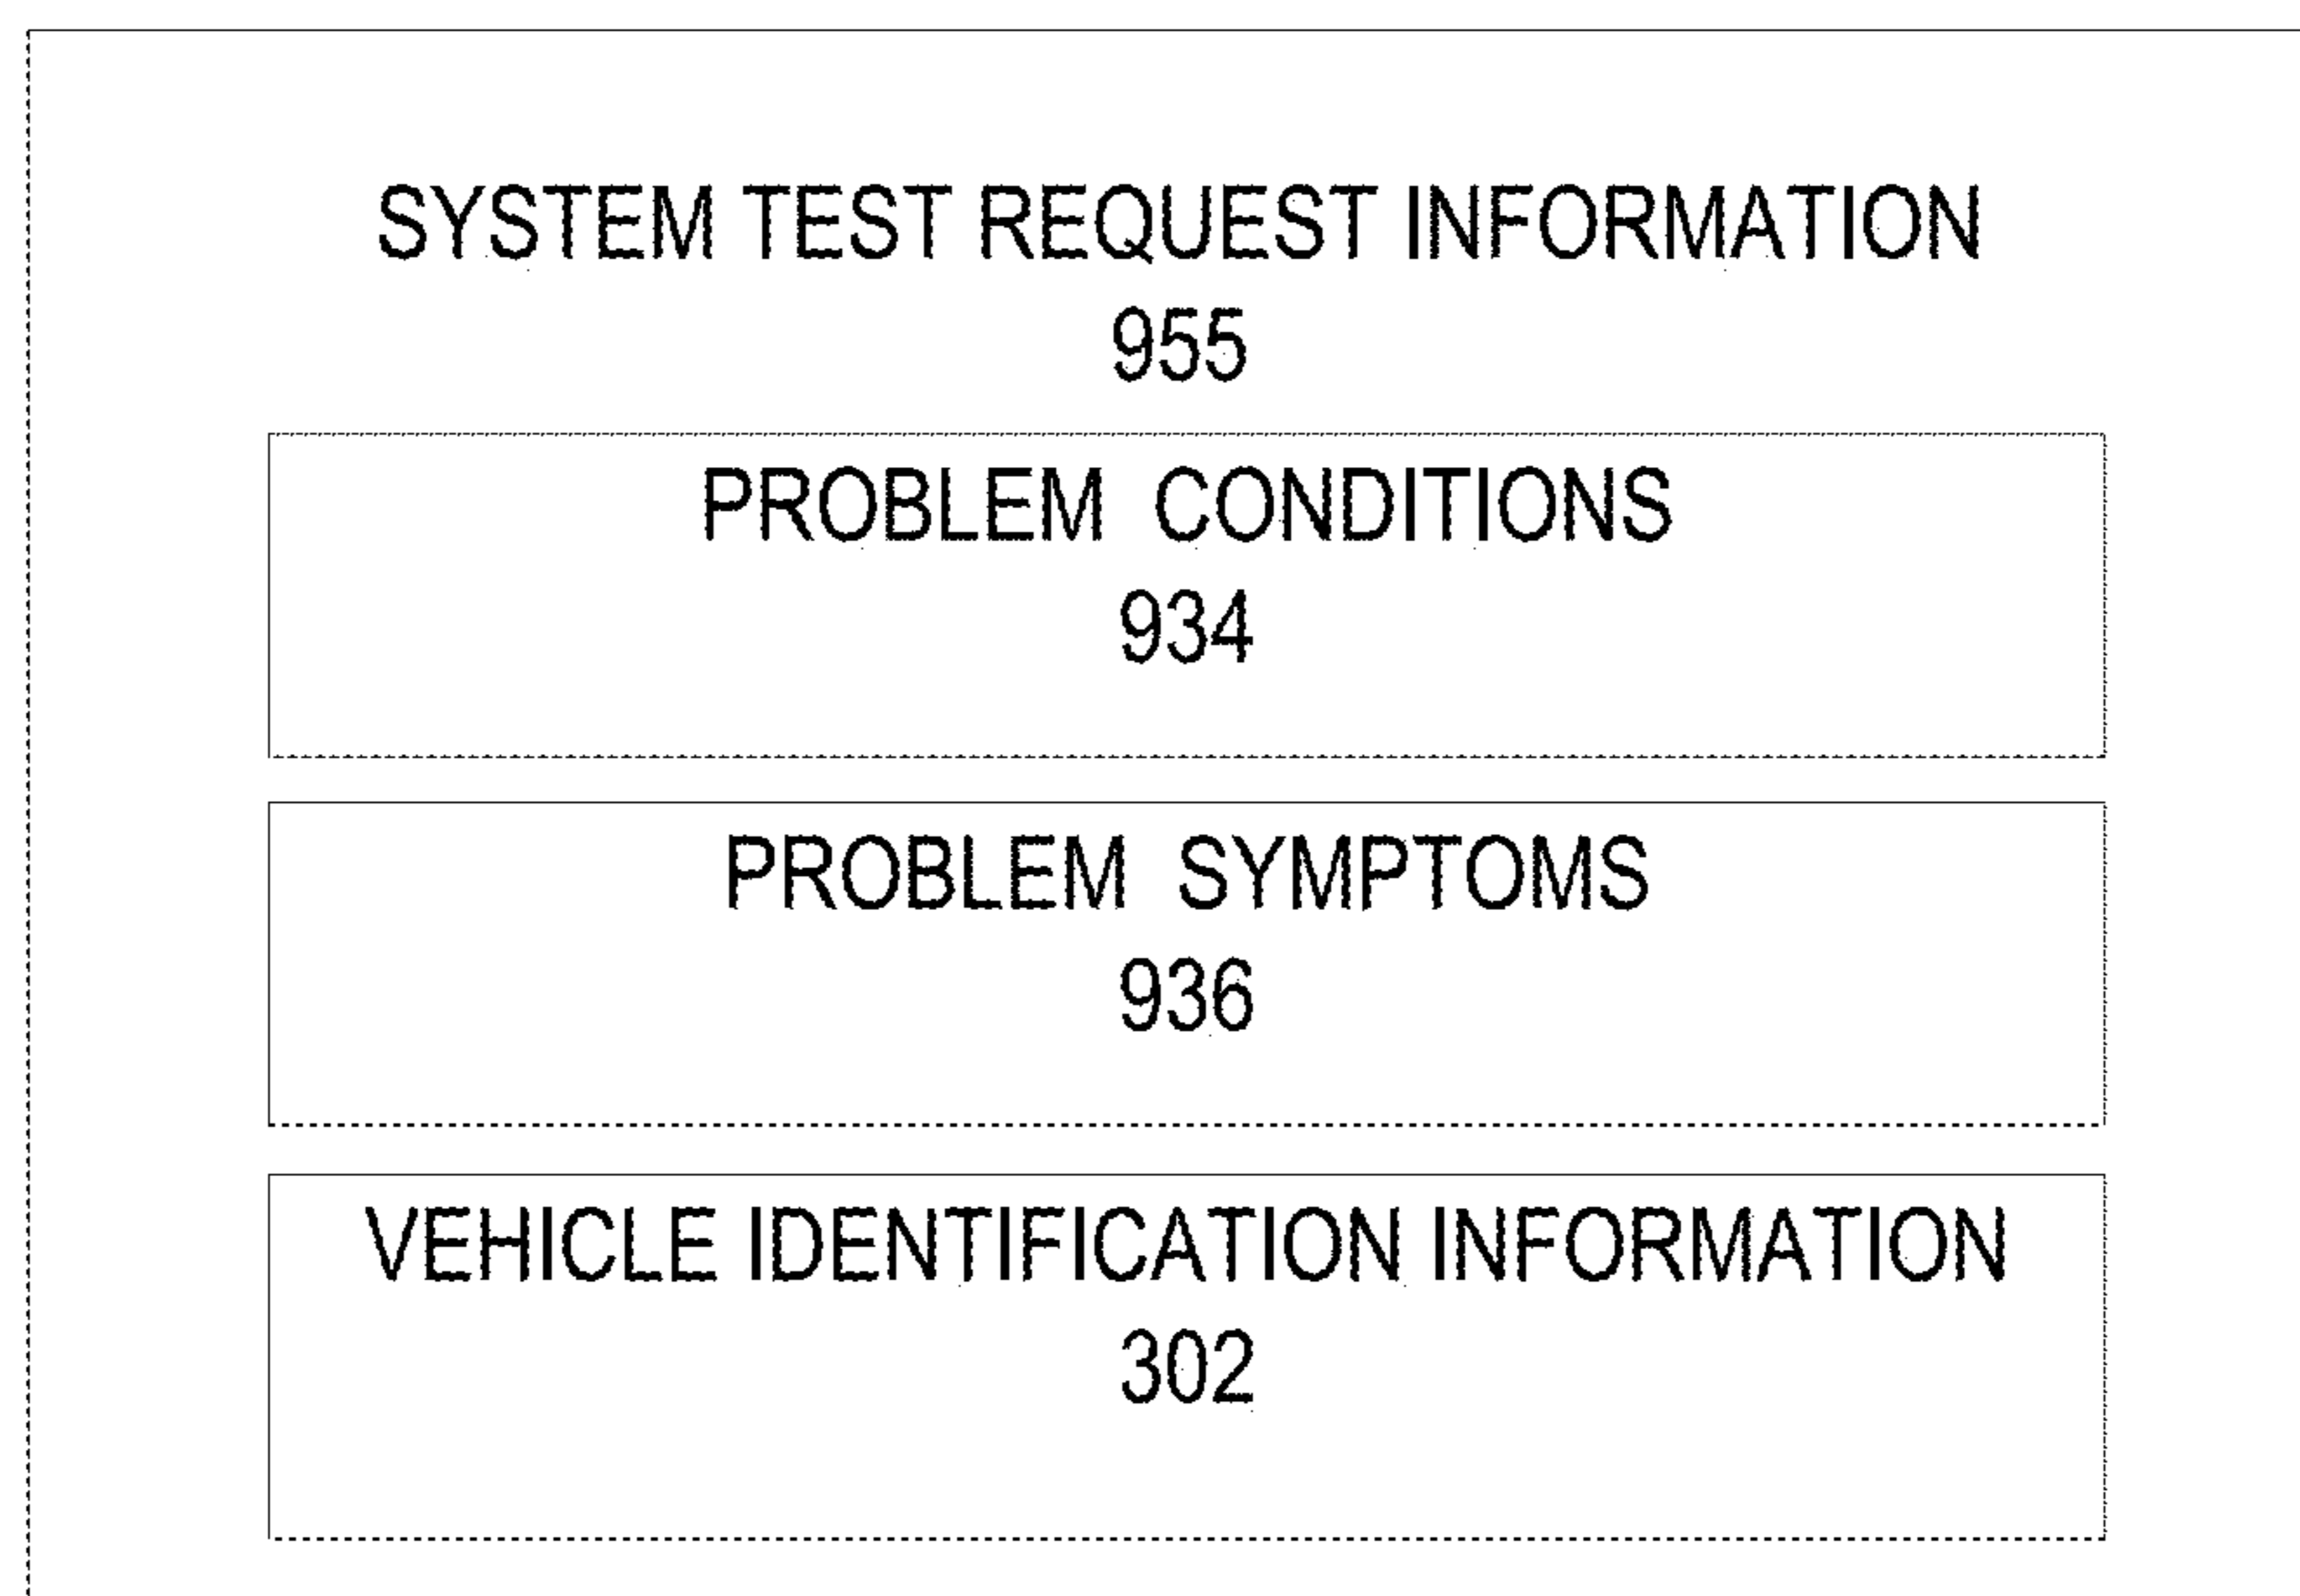 SYSTEM TEST REQUEST INFORMATION
955
PROBLEM CONDITIONS
934
PROBLEM SYMPTOMS
936
VEHICLE IDENTIFICATION INFORMATION
302